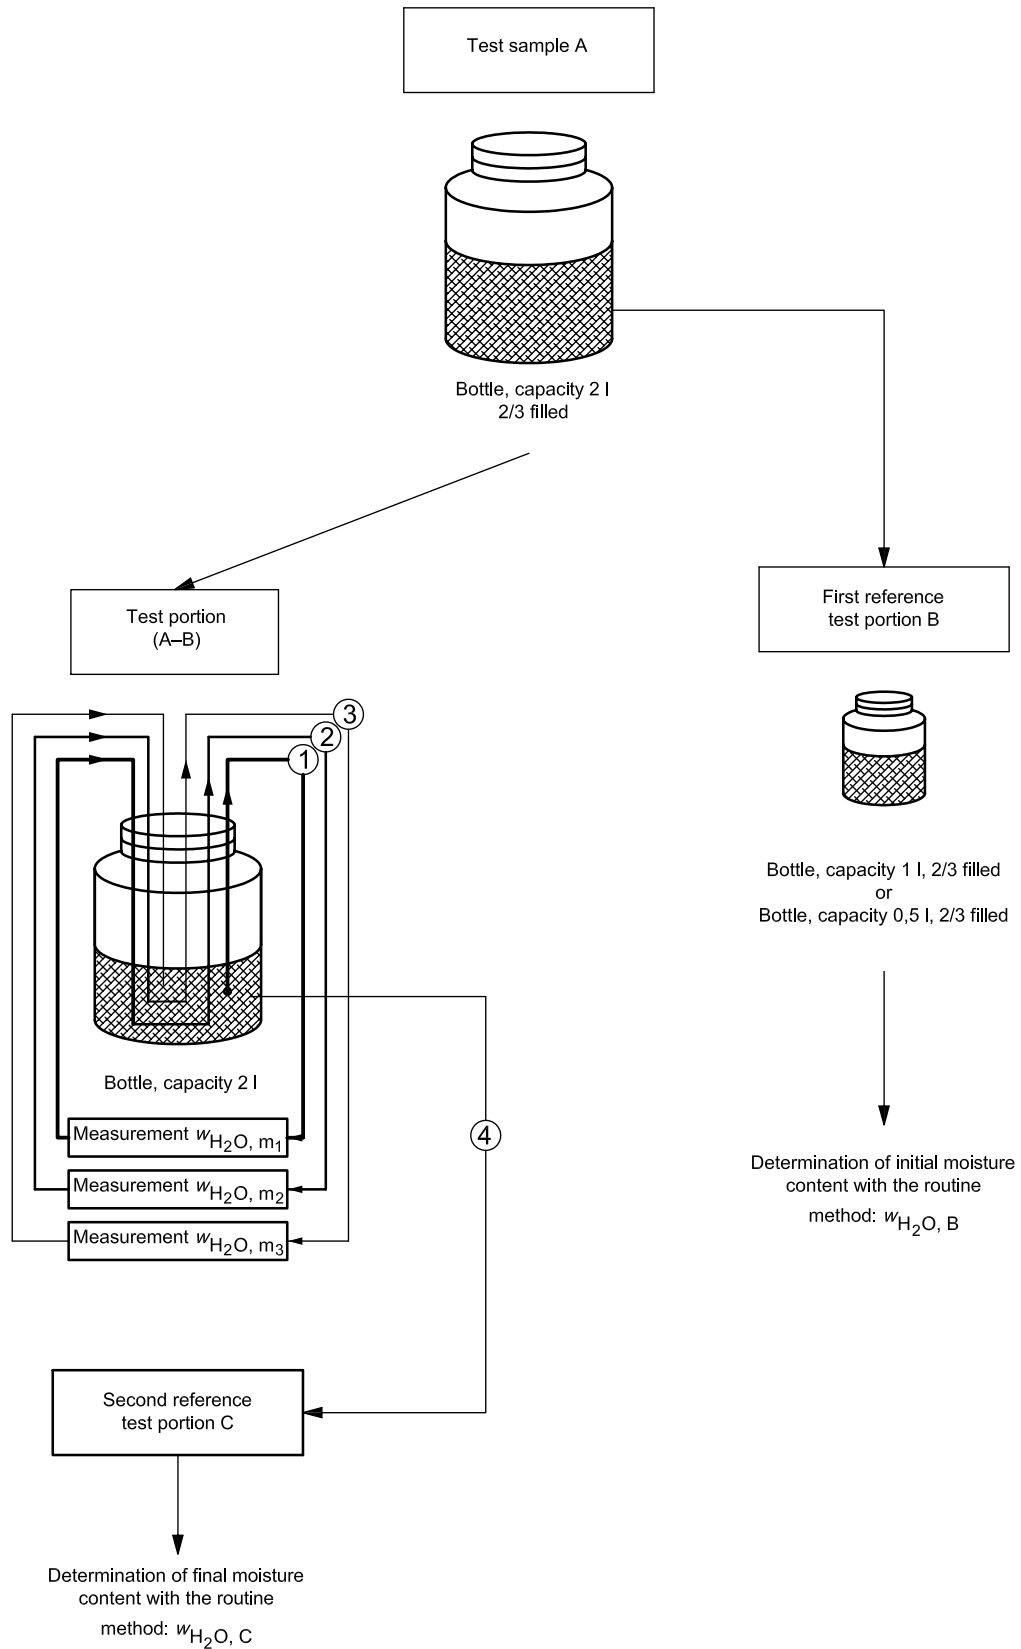 Test sample A
Bottle, capacity 2 l
2/3 filled
Test portion
(A–B)
First reference
test portion B
3
2
1
Bottle, capacity 1 l, 2/3 filled
or
Bottle, capacity 0,5 l, 2/3 filled
Bottle, capacity 2 l
Measurement wH2O, m1
Measurement wH2O, m2
Measurement wH2O, m3
4
Determination of initial moisture
content with the routine
method: wH2O, B
Second reference
test portion C
Determination of final moisture
content with the routine
method: wH2O, C